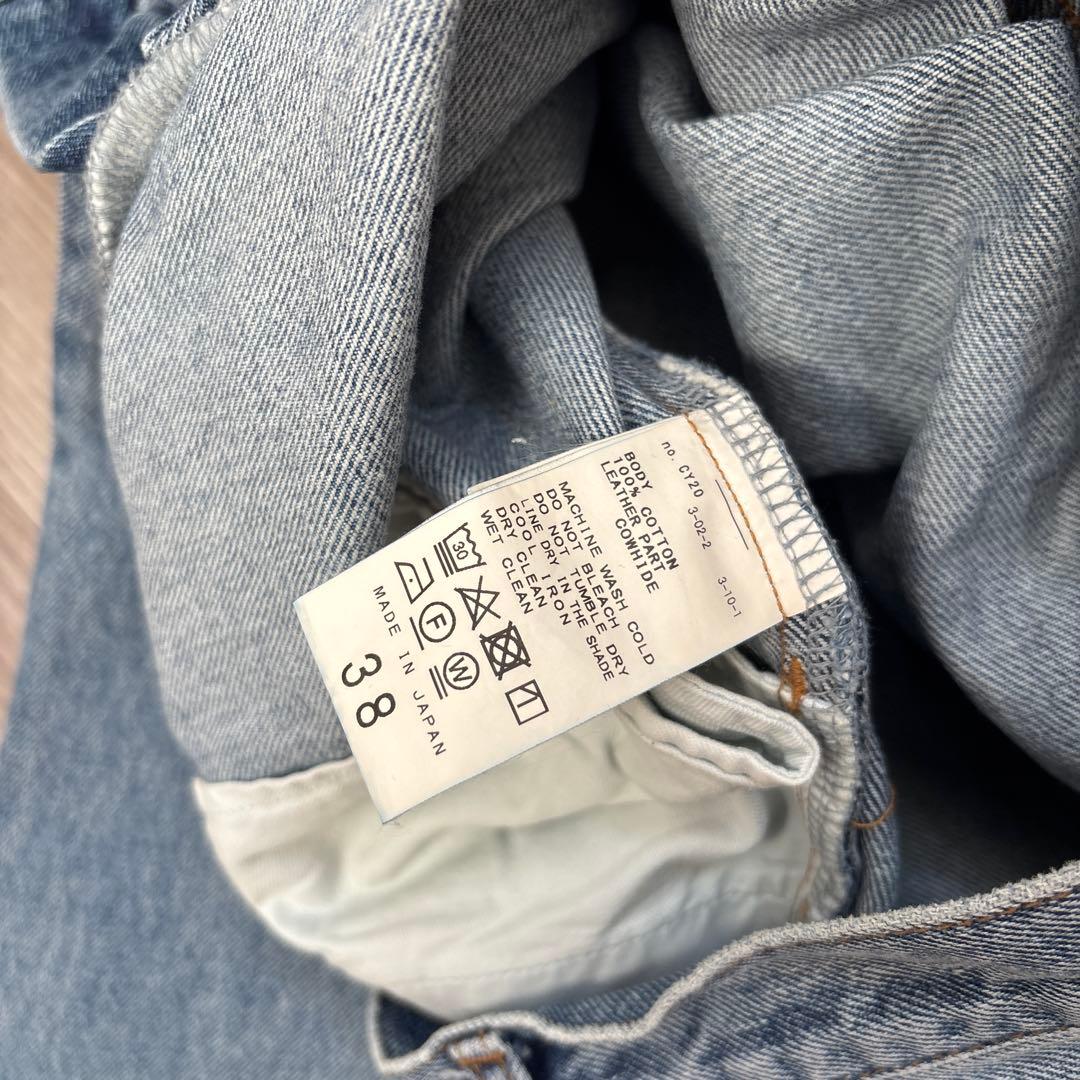 no. CY20 3-02-2 3-10-1
BODY
100% COTTON
LEATHER PART
COWHIDE
MACHINE WASH COLD
DO NOT BLEACH
DO NOT TUMBLE DRY
LINE DRY IN THE SHADE
COOL IRON
DRY CLEAN
WET CLEAN
30
F W
MADE IN JAPAN
38